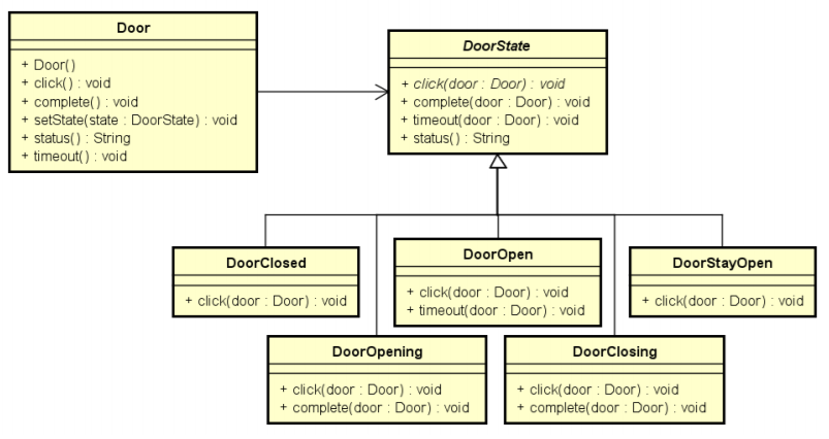 Door
+ Door()
+ click() : void
+ complete() : void
+ setState(state : DoorState) : void
+ status() : String
+ timeout() : void
DoorState
+ click(door : Door) : void
+ complete(door : Door) : void
+ timeout(door : Door) : void
+ status() : String
DoorClosed
+ click(door : Door) : void
DoorOpen
+ click(door : Door) : void
+ timeout(door : Door) : void
DoorStayOpen
+ click(door : Door) : void
DoorOpening
+ click(door : Door) : void
+ complete(door : Door) : void
DoorClosing
+ click(door : Door) : void
+ complete(door : Door) : void